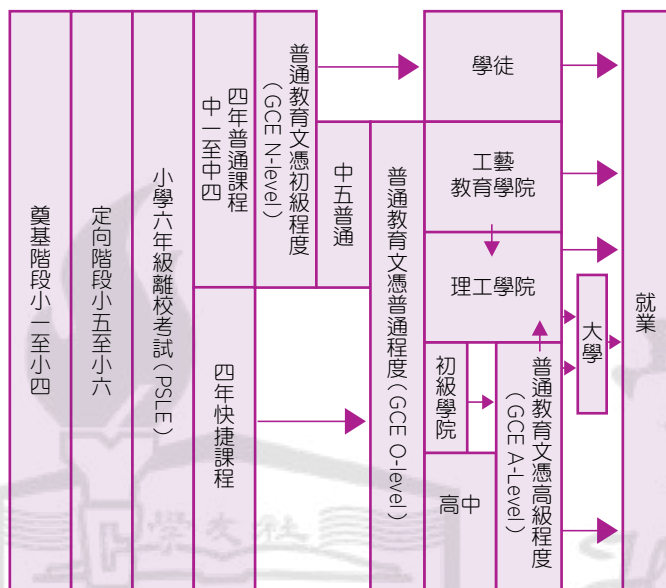 奠基階段小一至小四
定向階段小五至小六
小學六年級離校考試(PSLE)
四年普通課程
中一至中四
四年快捷課程
普通教育文憑初級程度
(GCE N-level)
中五普通
普通教育文憑普通程度(GCE O-level)
學徒
工藝
教育學院
理工學院
初級
學院
高中
普通教育文憑高級程度
(GCE A-Level)
大學
就業
學友社